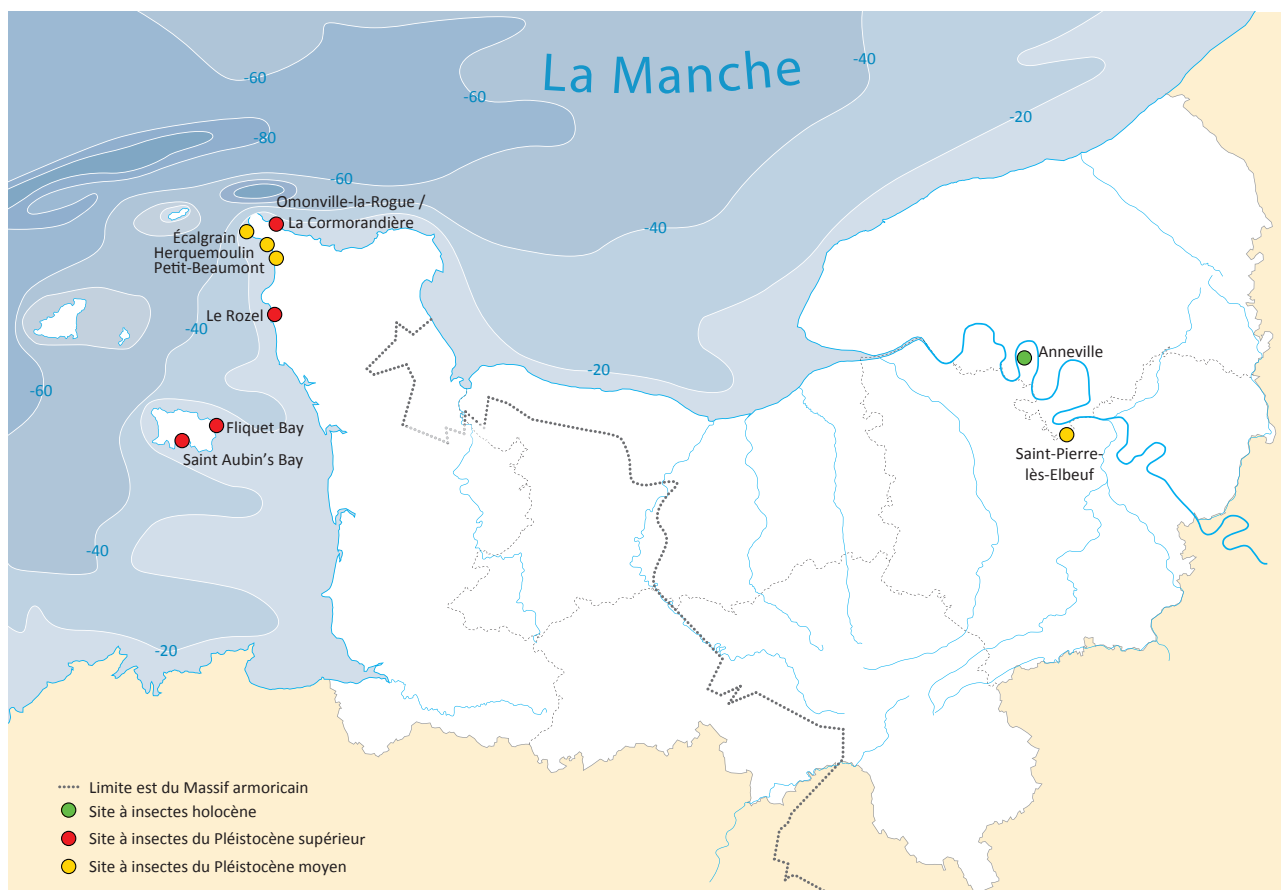 La Manche
-40
-60
-60
-20
-80
-60
Omonville-la-Rogue /
La Cormorandière
-40
Écalgrain
Herquemoulin
Petit-Beaumont
Le Rozel
-40
Anneville
-20
-60
Fliquet Bay
Saint Aubin's Bay
Saint-Pierre-
lès-Elbeuf
-40
-20
Limite est du Massif armoricain
Site à insectes holocène
Site à insectes du Pléistocène supérieur
Site à insectes du Pléistocène moyen